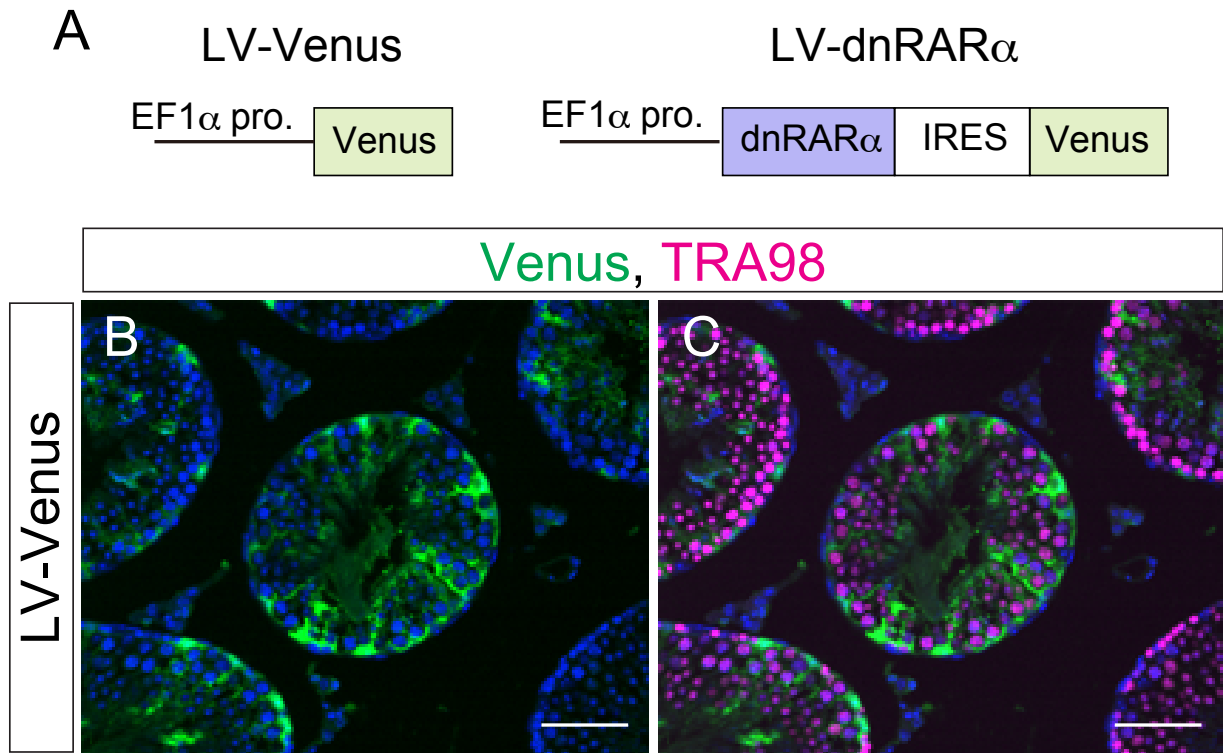 A
LV-Venus
LV-dnRARα
EF1α pro.
Venus
EF1α pro.
dnRARα
IRES
Venus
Venus, TRA98
LV-Venus
B
C